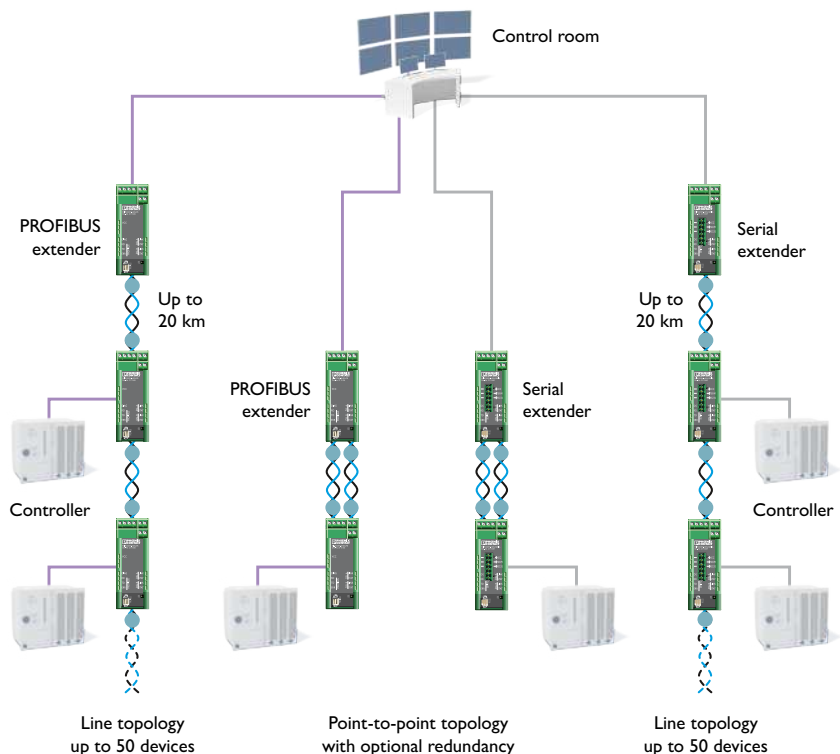 Control room
PROFIBUS
extender
Serial
extender
Up to
20 km
Up to
20 km
PROFIBUS
extender
Serial
extender
Controller
Controller
Line topology
up to 50 devices
Point-to-point topology
with optional redundancy
Line topology
up to 50 devices